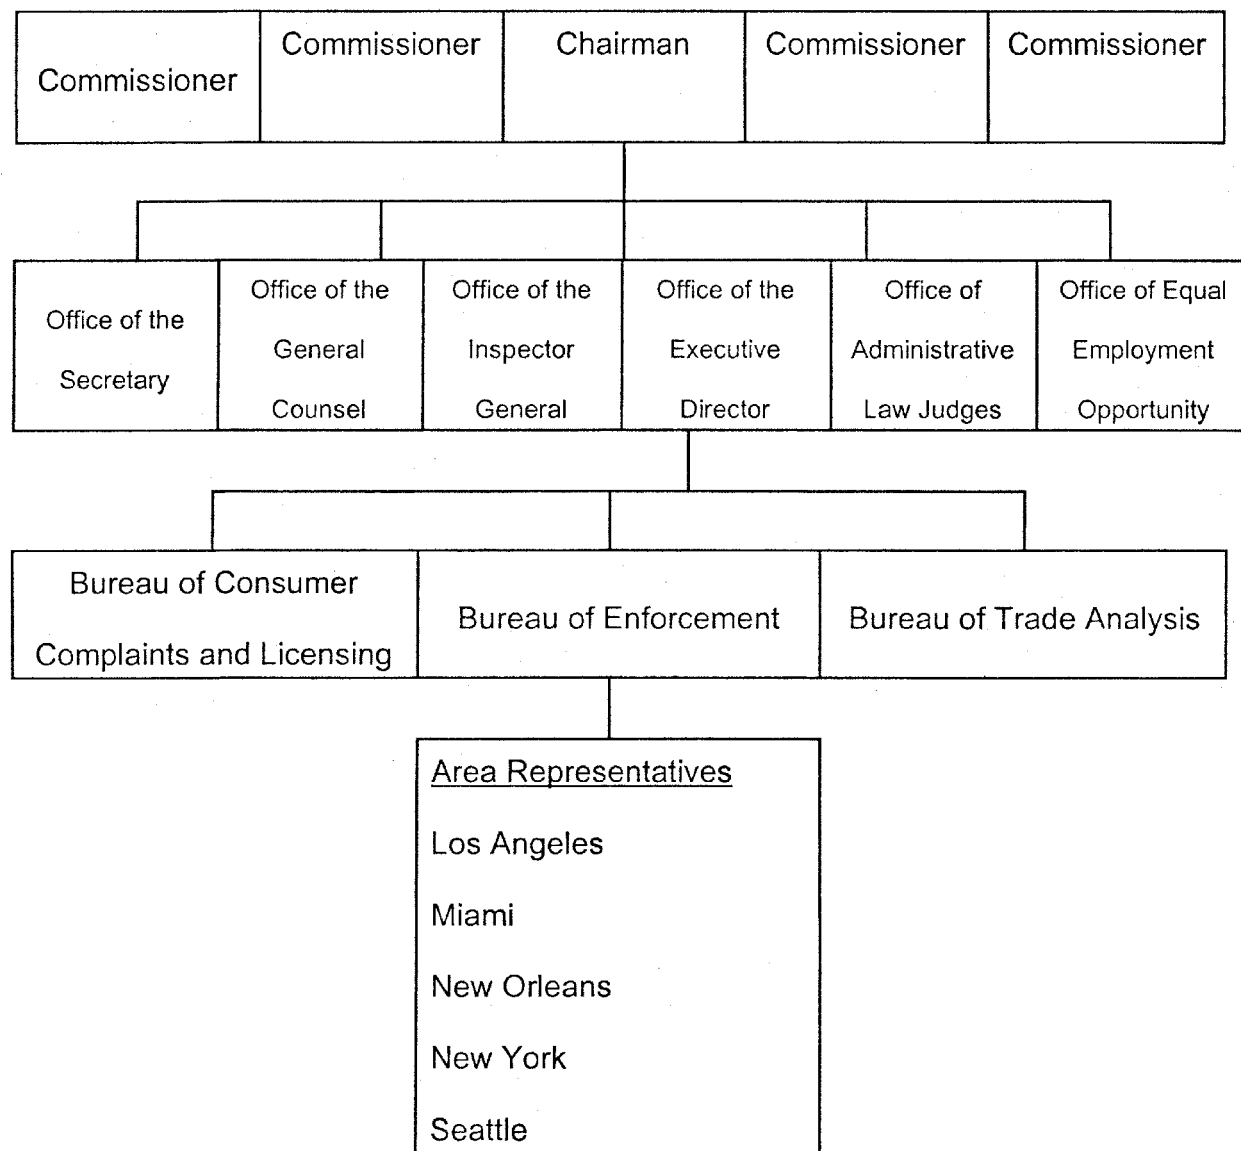 Commissioner
Commissioner
Chairman
Commissioner
Commissioner
Office of the
Secretary
Office of the
General
Counsel
Office of the
Inspector
General
Office of the
Executive
Director
Office of
Administrative
Law Judges
Office of Equal
Employment
Opportunity
Bureau of Consumer
Complaints and Licensing
Bureau of Enforcement
Bureau of Trade Analysis
Area Representatives
Los Angeles
Miami
New Orleans
New York
Seattle